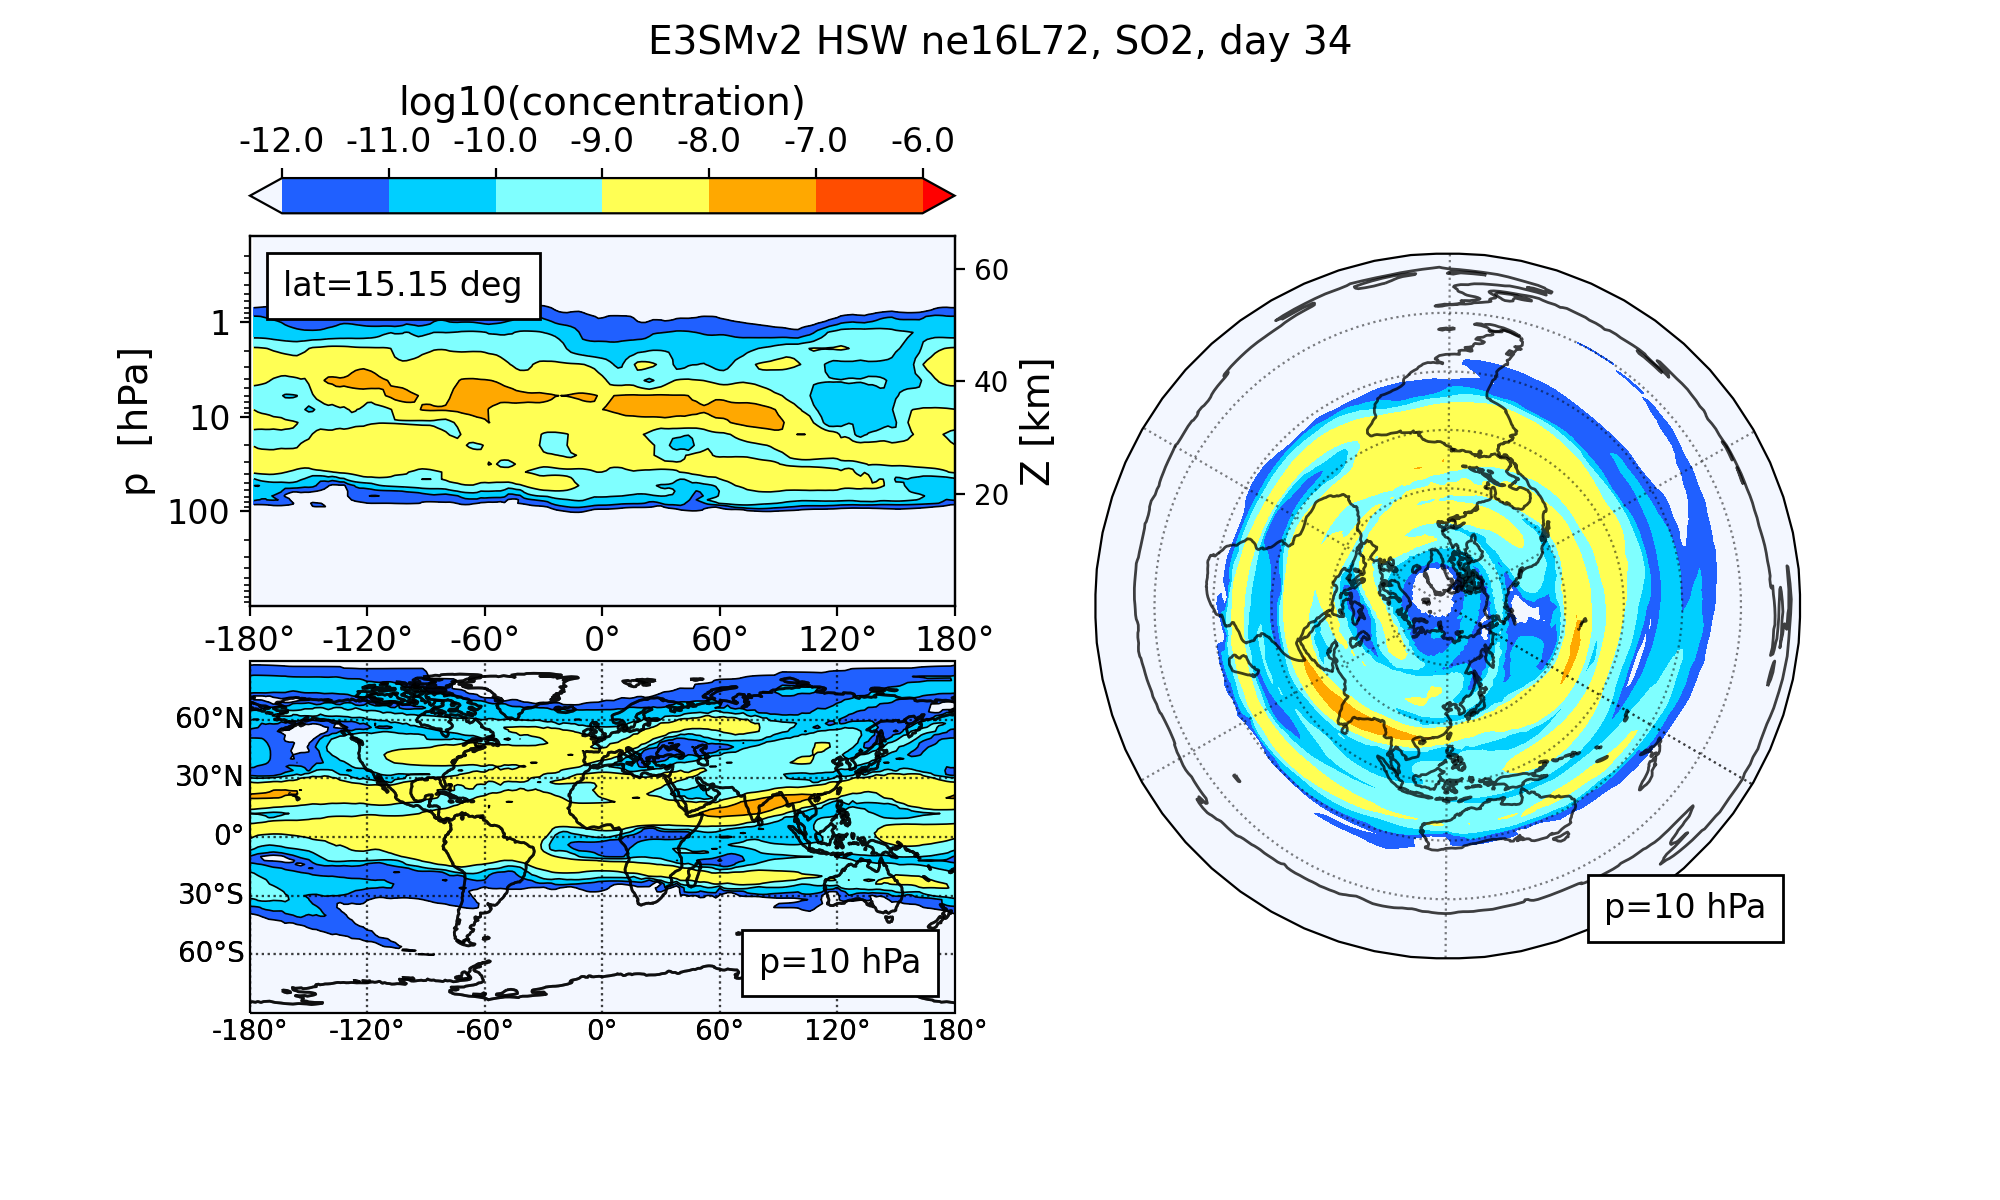 E3SMv2 HSW ne16L72, SO2, day 34
log10(concentration)
-12.0 -11.0 -10.0 -9.0 -8.0 -7.0 -6.0
lat=15.15 deg
p [hPa]
1
10
100
Z [km]
60
40
20
-180° -120° -60° 0° 60° 120° 180°
60°N
30°N
0°
30°S
60°S
p=10 hPa
-180° -120° -60° 0° 60° 120° 180°
p=10 hPa